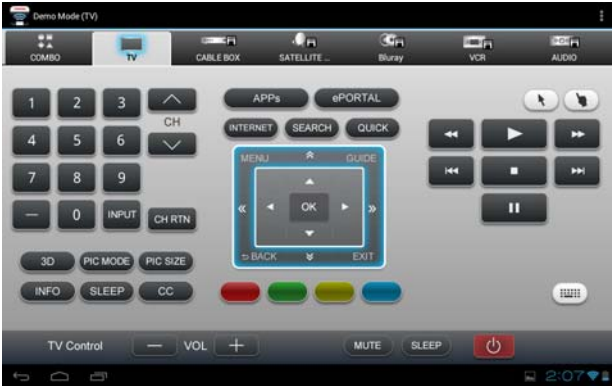 Demo Mode (TV)
COMBO TV CABLE BOX SATELLITE... Bluray VCR AUDIO
1 2 3 CH APPs ePORTAL
4 5 6 INTERNET SEARCH QUICK
7 8 9 MENU GUIDE
— 0 INPUT CH RTN OK
3D PIC MODE PIC SIZE BACK EXIT
INFO SLEEP CC
TV Control — VOL + MUTE SLEEP
2:07